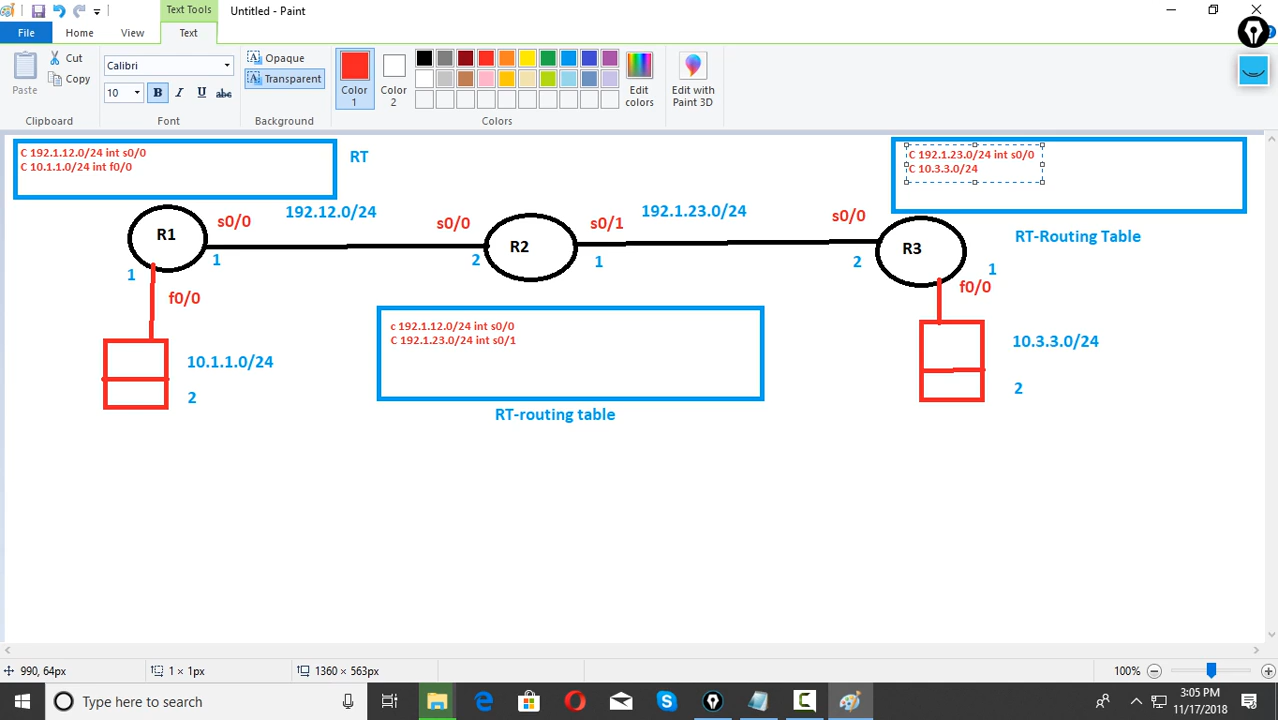 Text Tools
Untitled - Paint
File
Home
View
Text
Paste
Cut
Copy
Clipboard
Calibri
10
B
I
U
abc
Font
Opaque
Transparent
Background
Color 1
Color 2
Edit colors
Edit with Paint 3D
Colors
C 192.1.12.0/24 int s0/0
C 10.1.1.0/24 int f0/0
RT
C 192.1.23.0/24 int s0/0
C 10.3.3.0/24
RT-Routing Table
R1
s0/0
192.12.0/24
s0/0
R2
s0/1
192.1.23.0/24
s0/0
R3
1
1
2
1
2
1
f0/0
f0/0
10.1.1.0/24
2
c 192.1.12.0/24 int s0/0
C 192.1.23.0/24 int s0/1
RT-routing table
10.3.3.0/24
2
990, 64px
1 × 1px
1360 × 563px
100%
Type here to search
3:05 PM
11/17/2018